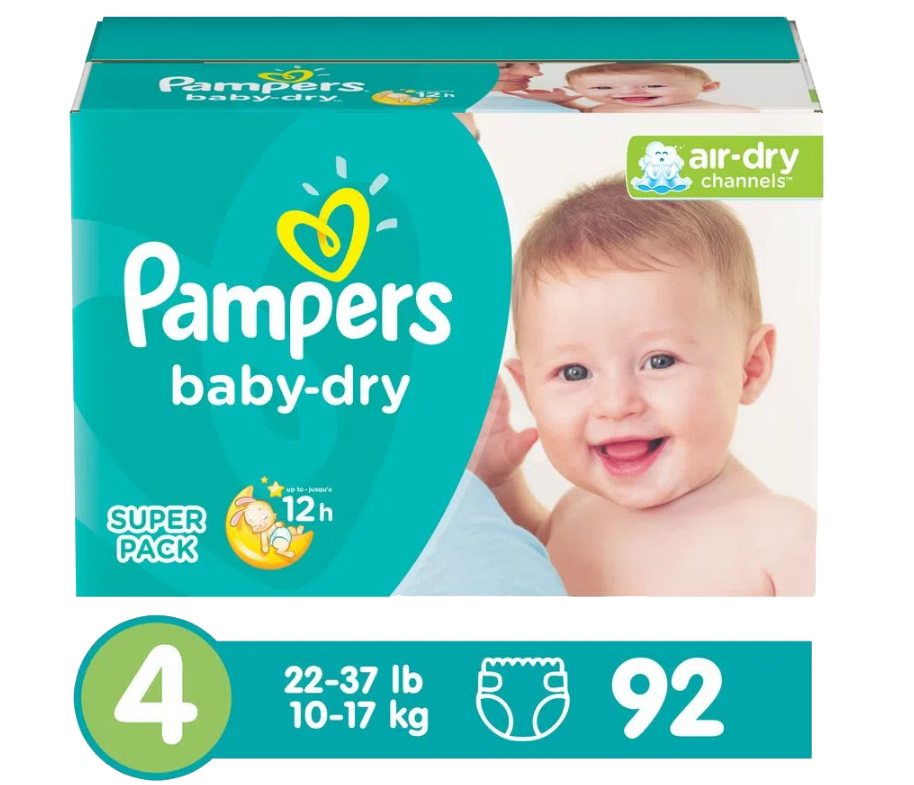 Pampers
baby-dry
12h
air-dry
channels™
Pampers
baby-dry
SUPER
PACK
up to • jusqu'à
12h
4
22-37 lb
10-17 kg
92